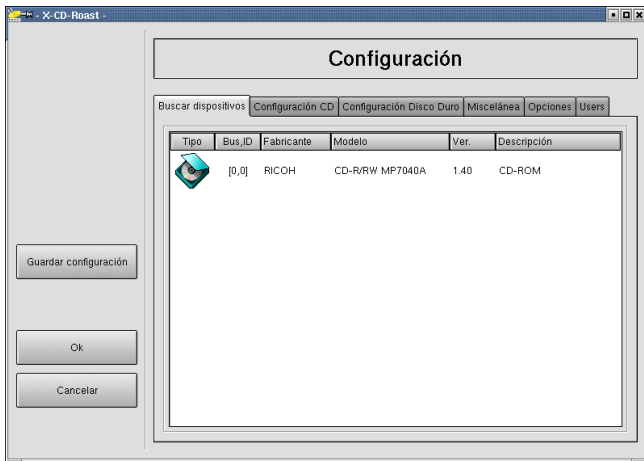 - X-CD-Roast -
Configuración
Buscar dispositivos Configuración CD Configuración Disco Duro Miscelánea Opciones Users
Tipo Bus,ID Fabricante Modelo Ver. Descripción
[0,0] RICOH CD-R/RW MP7040A 1.40 CD-ROM
Guardar configuración
Ok
Cancelar